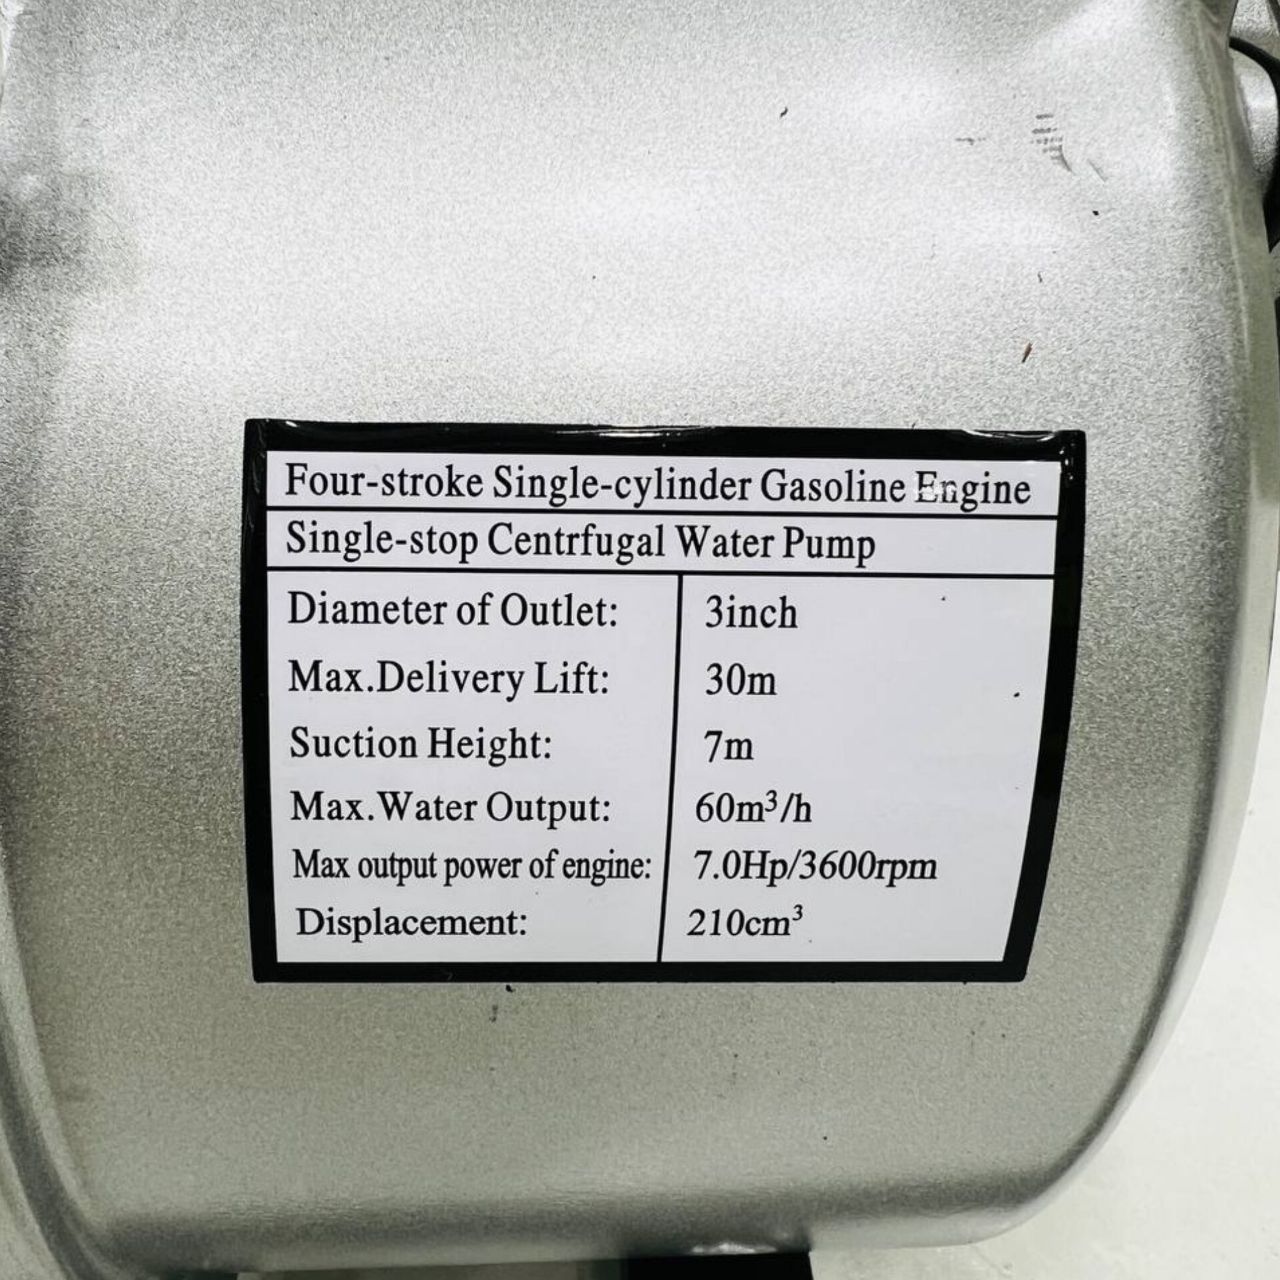 Four-stroke Single-cylinder Gasoline Engine
Single-stop Centrfugal Water Pump
Diameter of Outlet: 3inch
Max.Delivery Lift: 30m
Suction Height: 7m
Max.Water Output: 60m³/h
Max output power of engine: 7.0Hp/3600rpm
Displacement: 210cm³